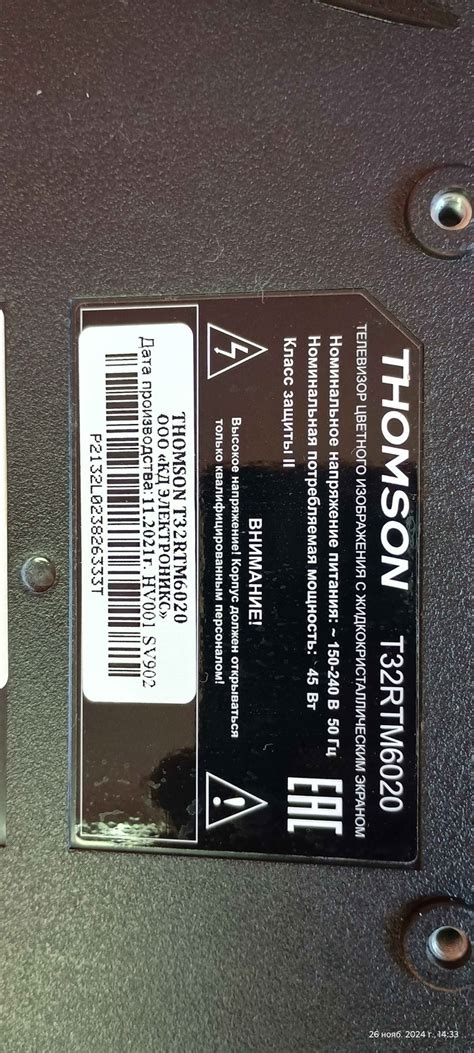 THOMSON T32RTM6020
ТЕЛЕВИЗОР ЦВЕТНОГО ИЗОБРАЖЕНИЯ С ЖИДКОКРИСТАЛЛИЧЕСКИМ ЭКРАНОМ
Номинальное напряжение питания: ~ 150-240 В 50 Гц
Номинальная потребляемая мощность: 45 Вт
Класс защиты II
EAC
ВНИМАНИЕ!
Высокое напряжение! Корпус должен открываться
только квалифицированным персоналом!
THOMSON T32RTM6020
ООО «КД ЭЛЕКТРОНИКС»
Дата производства:11.2021г. HV001 SV902
P2132L023826333T
26 нояб. 2024 г., 14:33